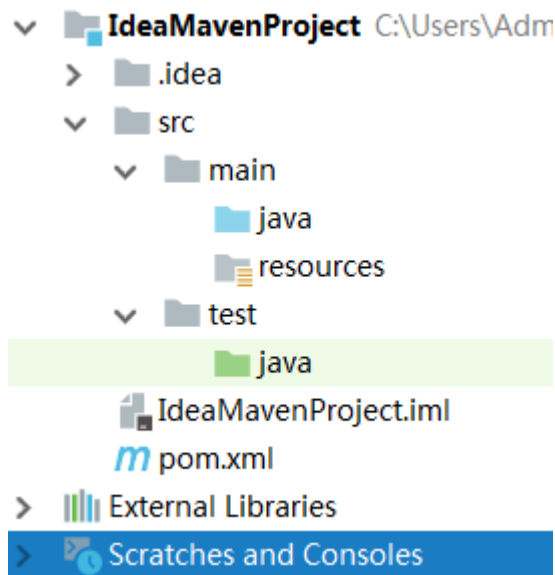 IdeaMavenProject C:\Users\Adm
.idea
src
main
java
resources
test
java
IdeaMavenProject.iml
pom.xml
External Libraries
Scratches and Consoles